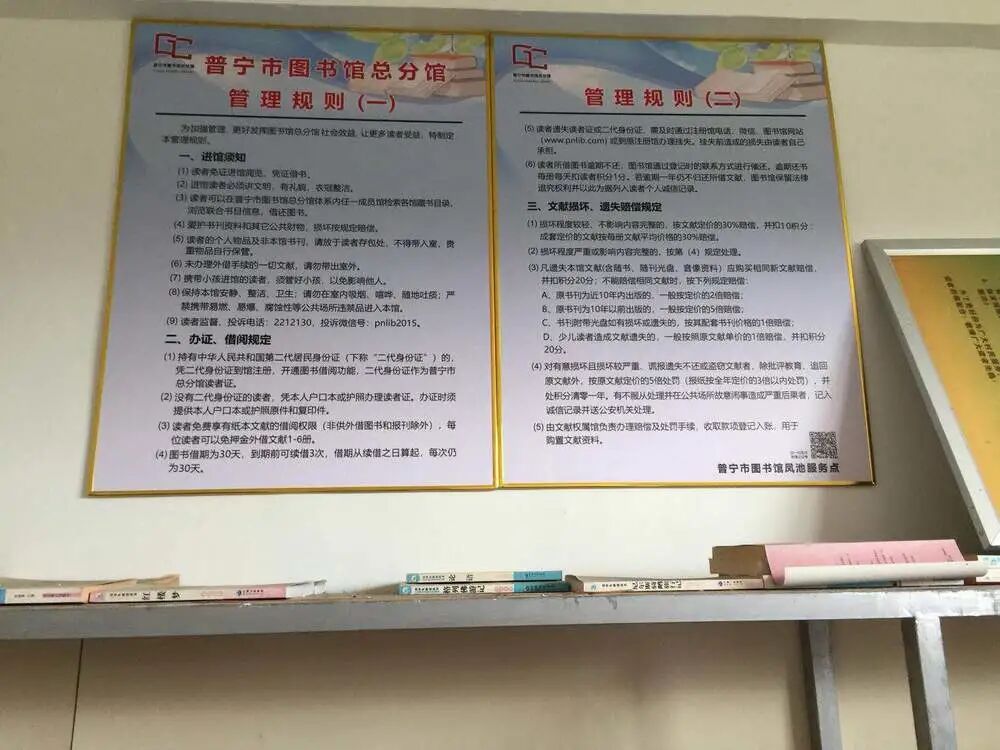 普宁市图书馆总分馆
管理规则（一）
为加强管理，更好发挥图书馆总分馆社会效益，让更多读者受益，特制定
本管理规则。
一、进馆须知
(1) 读者免证进馆阅览，凭证借书。
(2) 进馆读者必须讲文明，有礼貌，衣冠整洁。
(3) 读者可以在普宁市图书馆总分馆体系内任一成员馆检索各馆藏书目录，
浏览联合书目信息，借还图书。
(4) 爱护书刊资料和其它公共财物，损坏按规定赔偿。
(5) 读者的个人物品及非本馆书刊，请放于读者存包处，不得带入室，贵
重物品自行保管。
(6) 未办理外借手续的一切文献，请勿带出室外。
(7) 携带小孩进馆的读者，须管好小孩，以免影响他人。
(8) 保持本馆安静、整洁、卫生；请勿在室内吸烟、喧哗、随地吐痰；严
禁携带易燃、易爆、腐蚀性等公共场所违禁品进入本馆。
(9) 读者监督、投诉电话：2212130，投诉微信号：pnlib2015。
二、办证、借阅规定
(1) 持有中华人民共和国第二代居民身份证（下称“二代身份证”）的，
凭二代身份证到馆注册，开通图书借阅功能，二代身份证作为普宁市
总分馆读者证。
(2) 没有二代身份证的读者，凭本人户口本或护照办理读者证。办证时须
提供本人户口本或护照原件和复印件。
(3) 读者免费享有纸本文献的借阅权限（非供外借图书和报刊除外），每
位读者可以免押金外借文献1-6册。
(4) 图书借期为30天，到期前可续借3次，借期从续借之日算起，每次仍
为30天。
普宁市图书馆总分馆
管理规则（二）
(5) 读者遗失读者证或二代身份证，需及时通过注册馆电话、微信、图书馆网站
(www.pnlib.com) 或到原注册馆办理挂失。挂失前造成的损失由读者自己
承担。
(6) 读者所借图书逾期不还，图书馆通过登记时的联系方式进行催还。逾期还书
每册每天扣读者积分1分。若逾期一年仍不归还所借文献，图书馆保留法律
追究权利并以此为据列入读者个人诚信记录。
三、文献损坏、遗失赔偿规定
(1) 损坏程度较轻、不影响内容完整的，按文献定价的30%赔偿，并扣10积分；
成套定价的文献按每册文献平均价格的30%赔偿。
(2) 损坏程度严重或影响内容完整的，按第（4）规定处理。
(3) 凡遗失本馆文献(含随书、随刊光盘、音像资料）应购买相同新文献赔偿，
并扣积分20分；不能赔偿相同文献时，按下列规定赔偿：
A、原书刊为近10年内出版的，一般按定价的2倍赔偿；
B、原书刊为10年以前出版的，一般按定价的5倍赔偿；
C、书刊附带光盘如有损坏或遗失的，按其配套书刊价格的1倍赔偿；
D、少儿读者造成文献遗失的，一般按照原文献单价的1倍赔偿，并扣积分
20分。
(4) 对有意损坏且损坏较严重、谎报遗失不还或盗窃文献者，除批评教育、追回
原文献外，按原文献定价的5倍处罚（报纸按全年定价的3倍以内处罚），并
处积分清零一年。有不服从处理并在公共场所故意闹事造成严重后果者，记入
诚信记录并送公安机关处理。
(5) 由文献权属馆负责办理赔偿及处罚手续，收取款项登记入账，用于
购置文献资料。
普宁市图书馆凤池服务点
红楼梦
论语
格列佛游记
尼尔斯骑鹅旅行记